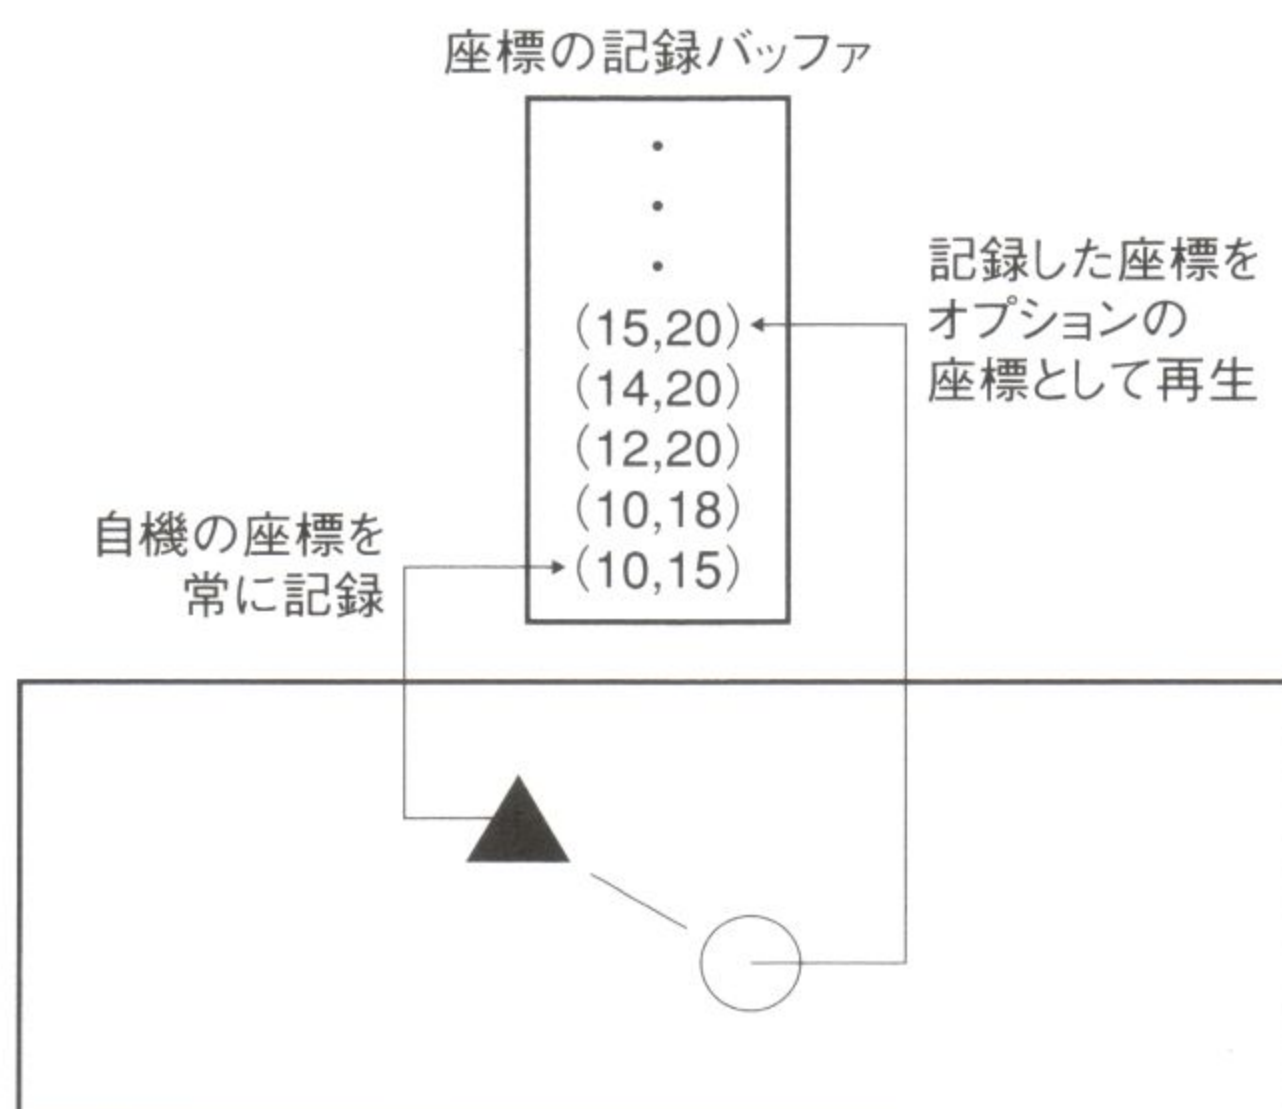 座標の記録バッファ
・
・
・
(15,20)
(14,20)
(12,20)
(10,18)
(10,15)
記録した座標を
オプションの
座標として再生
自機の座標を
常に記録